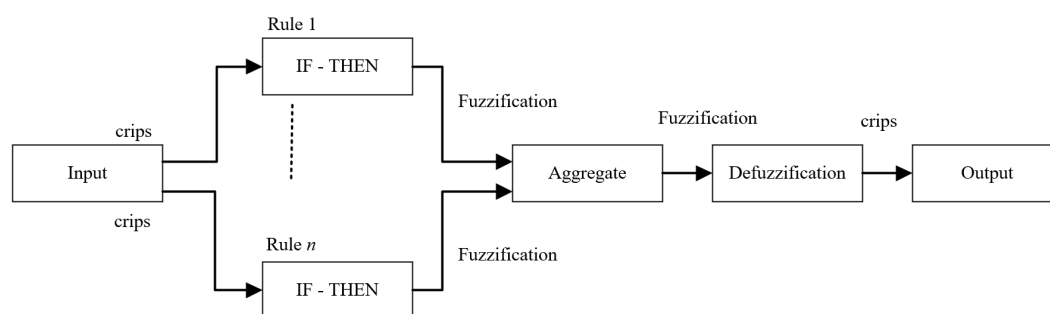 Rule 1
IF - THEN
Fuzzification
crips
Input
crips
Rule n
IF - THEN
Fuzzification
Aggregate
Fuzzification
Defuzzification
crips
Output